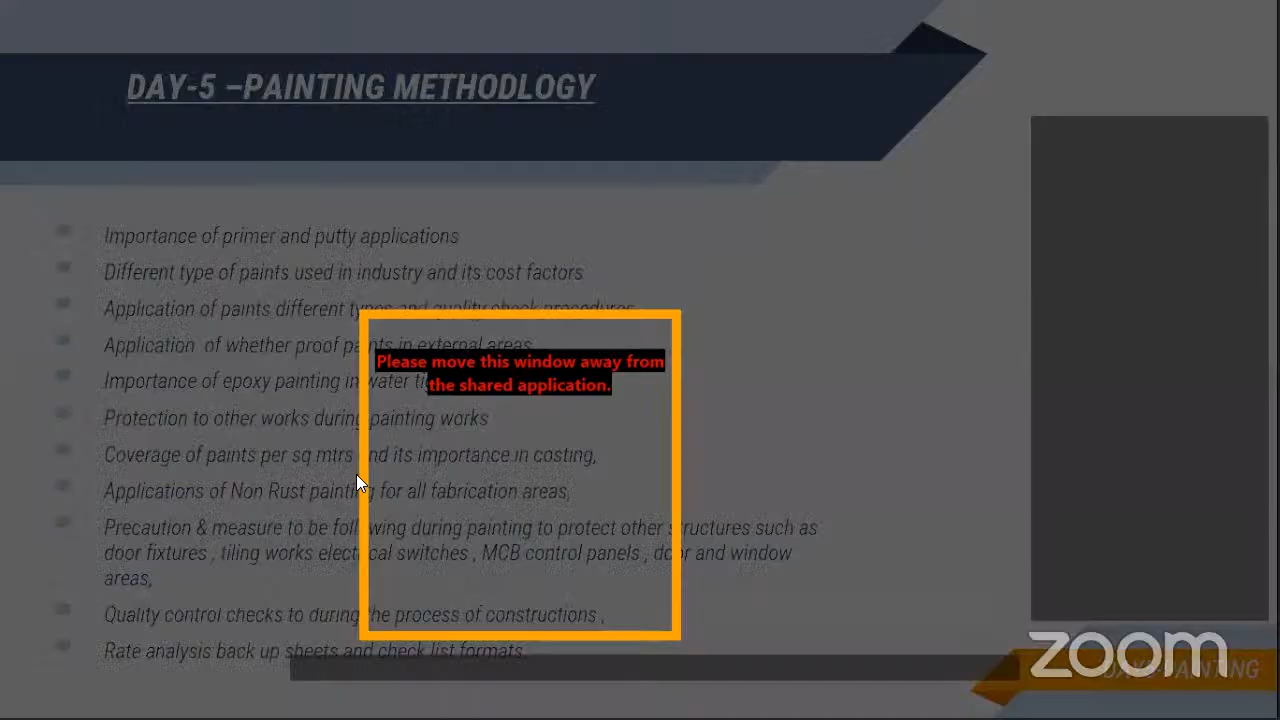 DAY-5 –PAINTING METHODLOGY
Importance of primer and putty applications
Different type of paints used in industry and its cost factors
Application of paints different types and quality check procedures
Application of whether proof paints in external areas
Please move this window away from
the shared application.
Importance of epoxy painting in water
Protection to other works during painting works
Coverage of paints per sq mtrs and its importance in costing,
Applications of Non Rust painting for all fabrication areas,
Precaution & measure to be following during painting to protect other structures such as
door fixtures , tiling works electrical switches , MCB control panels , door and window
areas,
Quality control checks to during the process of constructions ,
Rate analysis back up sheets and check list formats.
zoom
PAINTING